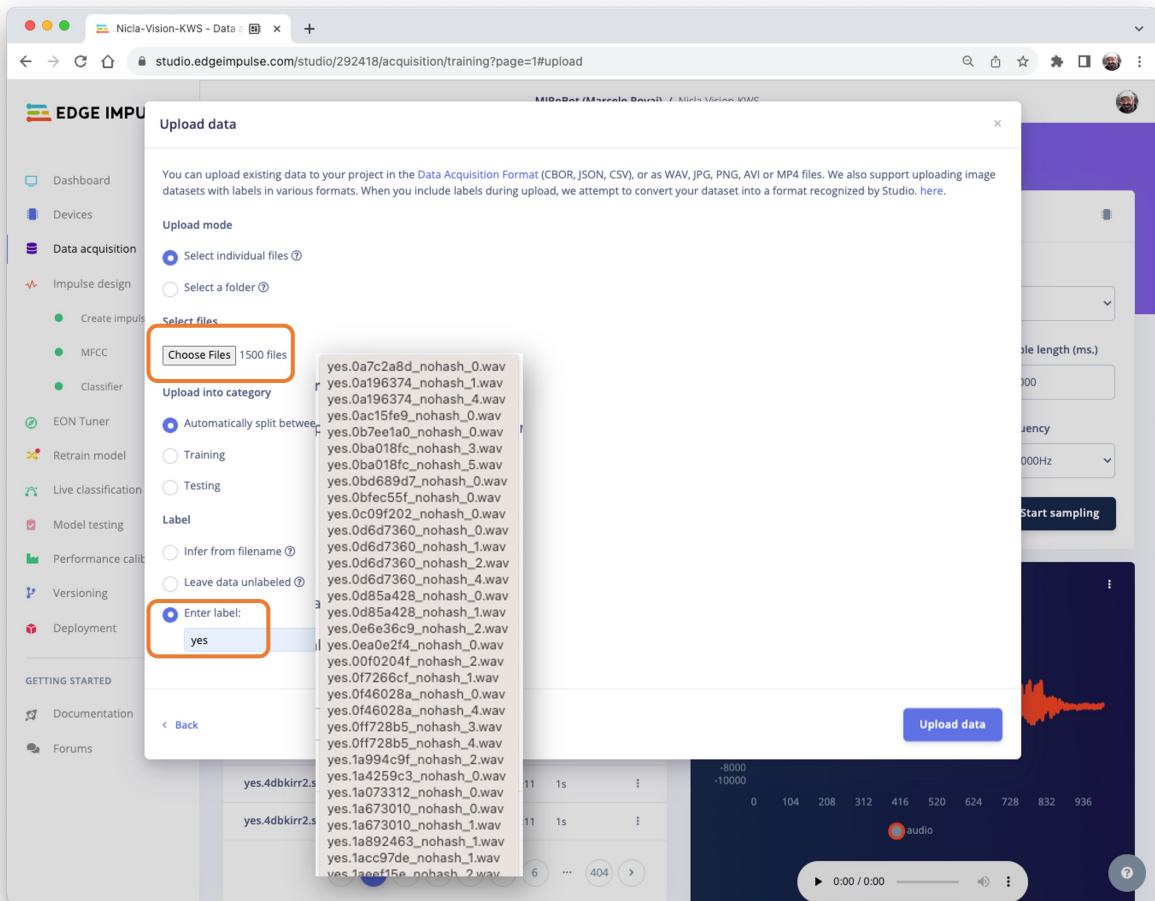 Nicla-Vision-KWS - Data a
studio.edgeimpulse.com/studio/292418/acquisition/training?page=1#upload
EDGE IMPU
MJRoBot (Marcelo Rovai) / Nicla-Vision-KWS
Upload data
You can upload existing data to your project in the Data Acquisition Format (CBOR, JSON, CSV), or as WAV, JPG, PNG, AVI or MP4 files. We also support uploading image
datasets with labels in various formats. When you include labels during upload, we attempt to convert your dataset into a format recognized by Studio. here.
Dashboard
Devices
Data acquisition
Impulse design
Create impuls
MFCC
Classifier
EON Tuner
Retrain model
Live classification
Model testing
Performance calib
Versioning
Deployment
GETTING STARTED
Documentation
Forums
Upload mode
Select individual files
Select a folder
Select files
Choose Files 1500 files
Upload into category
Automatically split betwee
Training
Testing
Label
Infer from filename
Leave data unlabeled
Enter label:
yes
yes.0a7c2a8d_nohash_0.wav
yes.0a196374_nohash_1.wav
yes.0a196374_nohash_4.wav
yes.0ac15fe9_nohash_0.wav
yes.0b7ee1a0_nohash_0.wav
yes.0ba018fc_nohash_3.wav
yes.0ba018fc_nohash_5.wav
yes.0bd689d7_nohash_0.wav
yes.0bfec55f_nohash_0.wav
yes.0c09f202_nohash_0.wav
yes.0d6d7360_nohash_0.wav
yes.0d6d7360_nohash_1.wav
yes.0d6d7360_nohash_2.wav
yes.0d6d7360_nohash_4.wav
yes.0d85a428_nohash_0.wav
yes.0d85a428_nohash_1.wav
yes.0e6e36c9_nohash_2.wav
yes.0ea0e2f4_nohash_0.wav
yes.00f0204f_nohash_2.wav
yes.0f7266cf_nohash_1.wav
yes.0f46028a_nohash_0.wav
yes.0f46028a_nohash_4.wav
yes.0ff728b5_nohash_3.wav
yes.0ff728b5_nohash_4.wav
yes.1a994c9f_nohash_2.wav
yes.1a4259c3_nohash_0.wav
yes.1a073312_nohash_0.wav
yes.1a673010_nohash_0.wav
yes.1a673010_nohash_1.wav
yes.1a892463_nohash_1.wav
yes.1acc97de_nohash_1.wav
yes.1aeef15e_nohash_2.wav
Back
Upload data
ple length (ms.)
000
uency
000Hz
Start sampling
yes.4dbkirr2.s
11 1s
yes.4dbkirr2.s
:11 1s
6 ... 404 >
-8000
-10000
0 104 208 312 416 520 624 728 832 936
audio
0:00 / 0:00